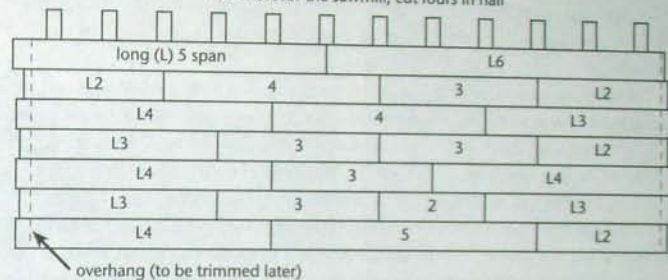 the sawmill, cut fours in half
long (L) 5 span L6
L2 4 3 L2
L4 4 L3
L3 3 3 L2
L4 3 L4
L3 3 2 L3
L4 5 L2
overhang (to be trimmed later)